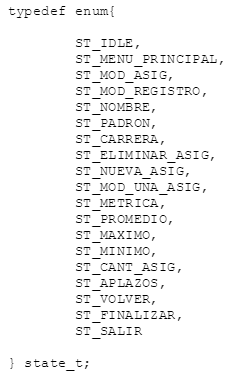 typedef enum{
ST_IDLE,
ST_MENU_PRINCIPAL,
ST_MOD_ASIG,
ST_MOD_REGISTRO,
ST_NOMBRE,
ST_PADRON,
ST_CARRERA,
ST_ELIMINAR_ASIG,
ST_NUEVA_ASIG,
ST_MOD_UNA_ASIG,
ST_METRICA,
ST_PROMEDIO,
ST_MAXIMO,
ST_MINIMO,
ST_CANT_ASIG,
ST_APLAZOS,
ST_VOLVER,
ST_FINALIZAR,
ST_SALIR
} state_t;